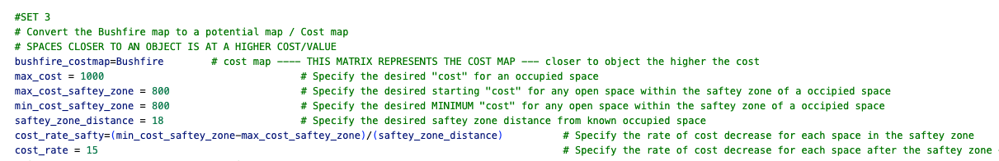 #SET 3
# Convert the Bushfire map to a potential map / Cost map
# SPACES CLOSER TO AN OBJECT IS AT A HIGHER COST/VALUE
bushfire_costmap=Bushfire # cost map ---- THIS MATRIX REPRESENTS THE COST MAP --- closer to object the higher the cost
max_cost = 1000 # Specify the desired "cost" for an occupied space
max_cost_saftey_zone = 800 # Specify the desired starting "cost" for any open space within the saftey zone of a occipied space
min_cost_saftey_zone = 800 # Specify the desired MINIMUM "cost" for any open space within the saftey zone of a occipied space
saftey_zone_distance = 18 # Specify the desired saftey zone distance from known occupied space
cost_rate_safty=(min_cost_saftey_zone-max_cost_saftey_zone)/(saftey_zone_distance) # Specify the rate of cost decrease for each space in the saftey zone
cost_rate = 15 # Specify the rate of cost decrease for each space after the saftey zone